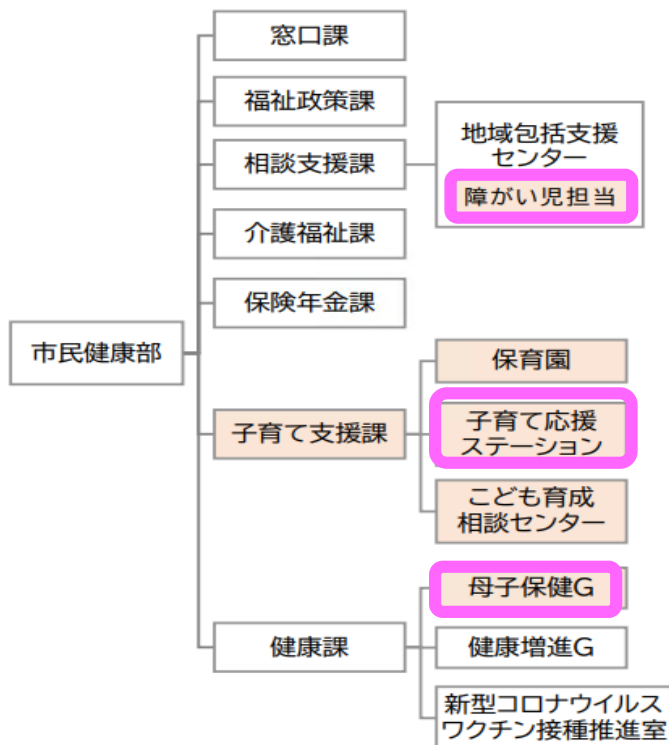 窓口課
福祉政策課
相談支援課
地域包括支援
センター
障がい児担当
介護福祉課
保険年金課
市民健康部
子育て支援課
保育園
子育て応援
ステーション
こども育成
相談センター
健康課
母子保健G
健康増進G
新型コロナウイルス
ワクチン接種推進室